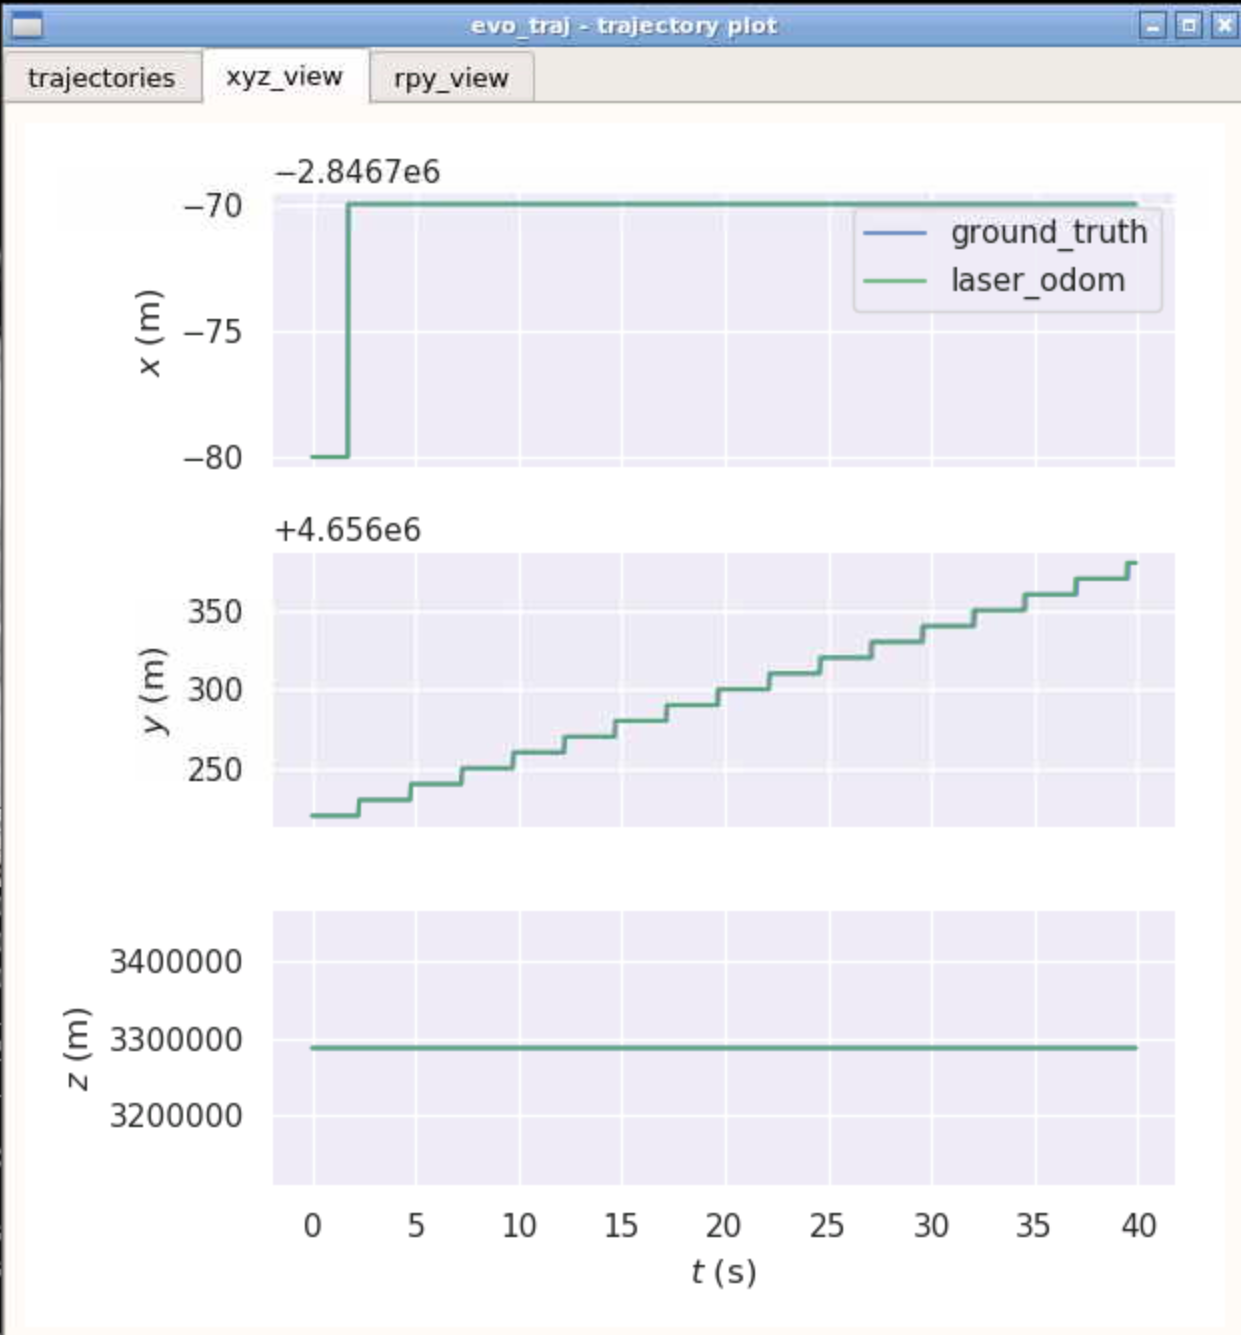 evo_traj - trajectory plot
trajectories xyz_view rpy_view
−2.8467e6
−70
−75
−80
x (m)
ground_truth
laser_odom
+4.656e6
350
300
250
y (m)
3400000
3300000
3200000
z (m)
0 5 10 15 20 25 30 35 40
t (s)